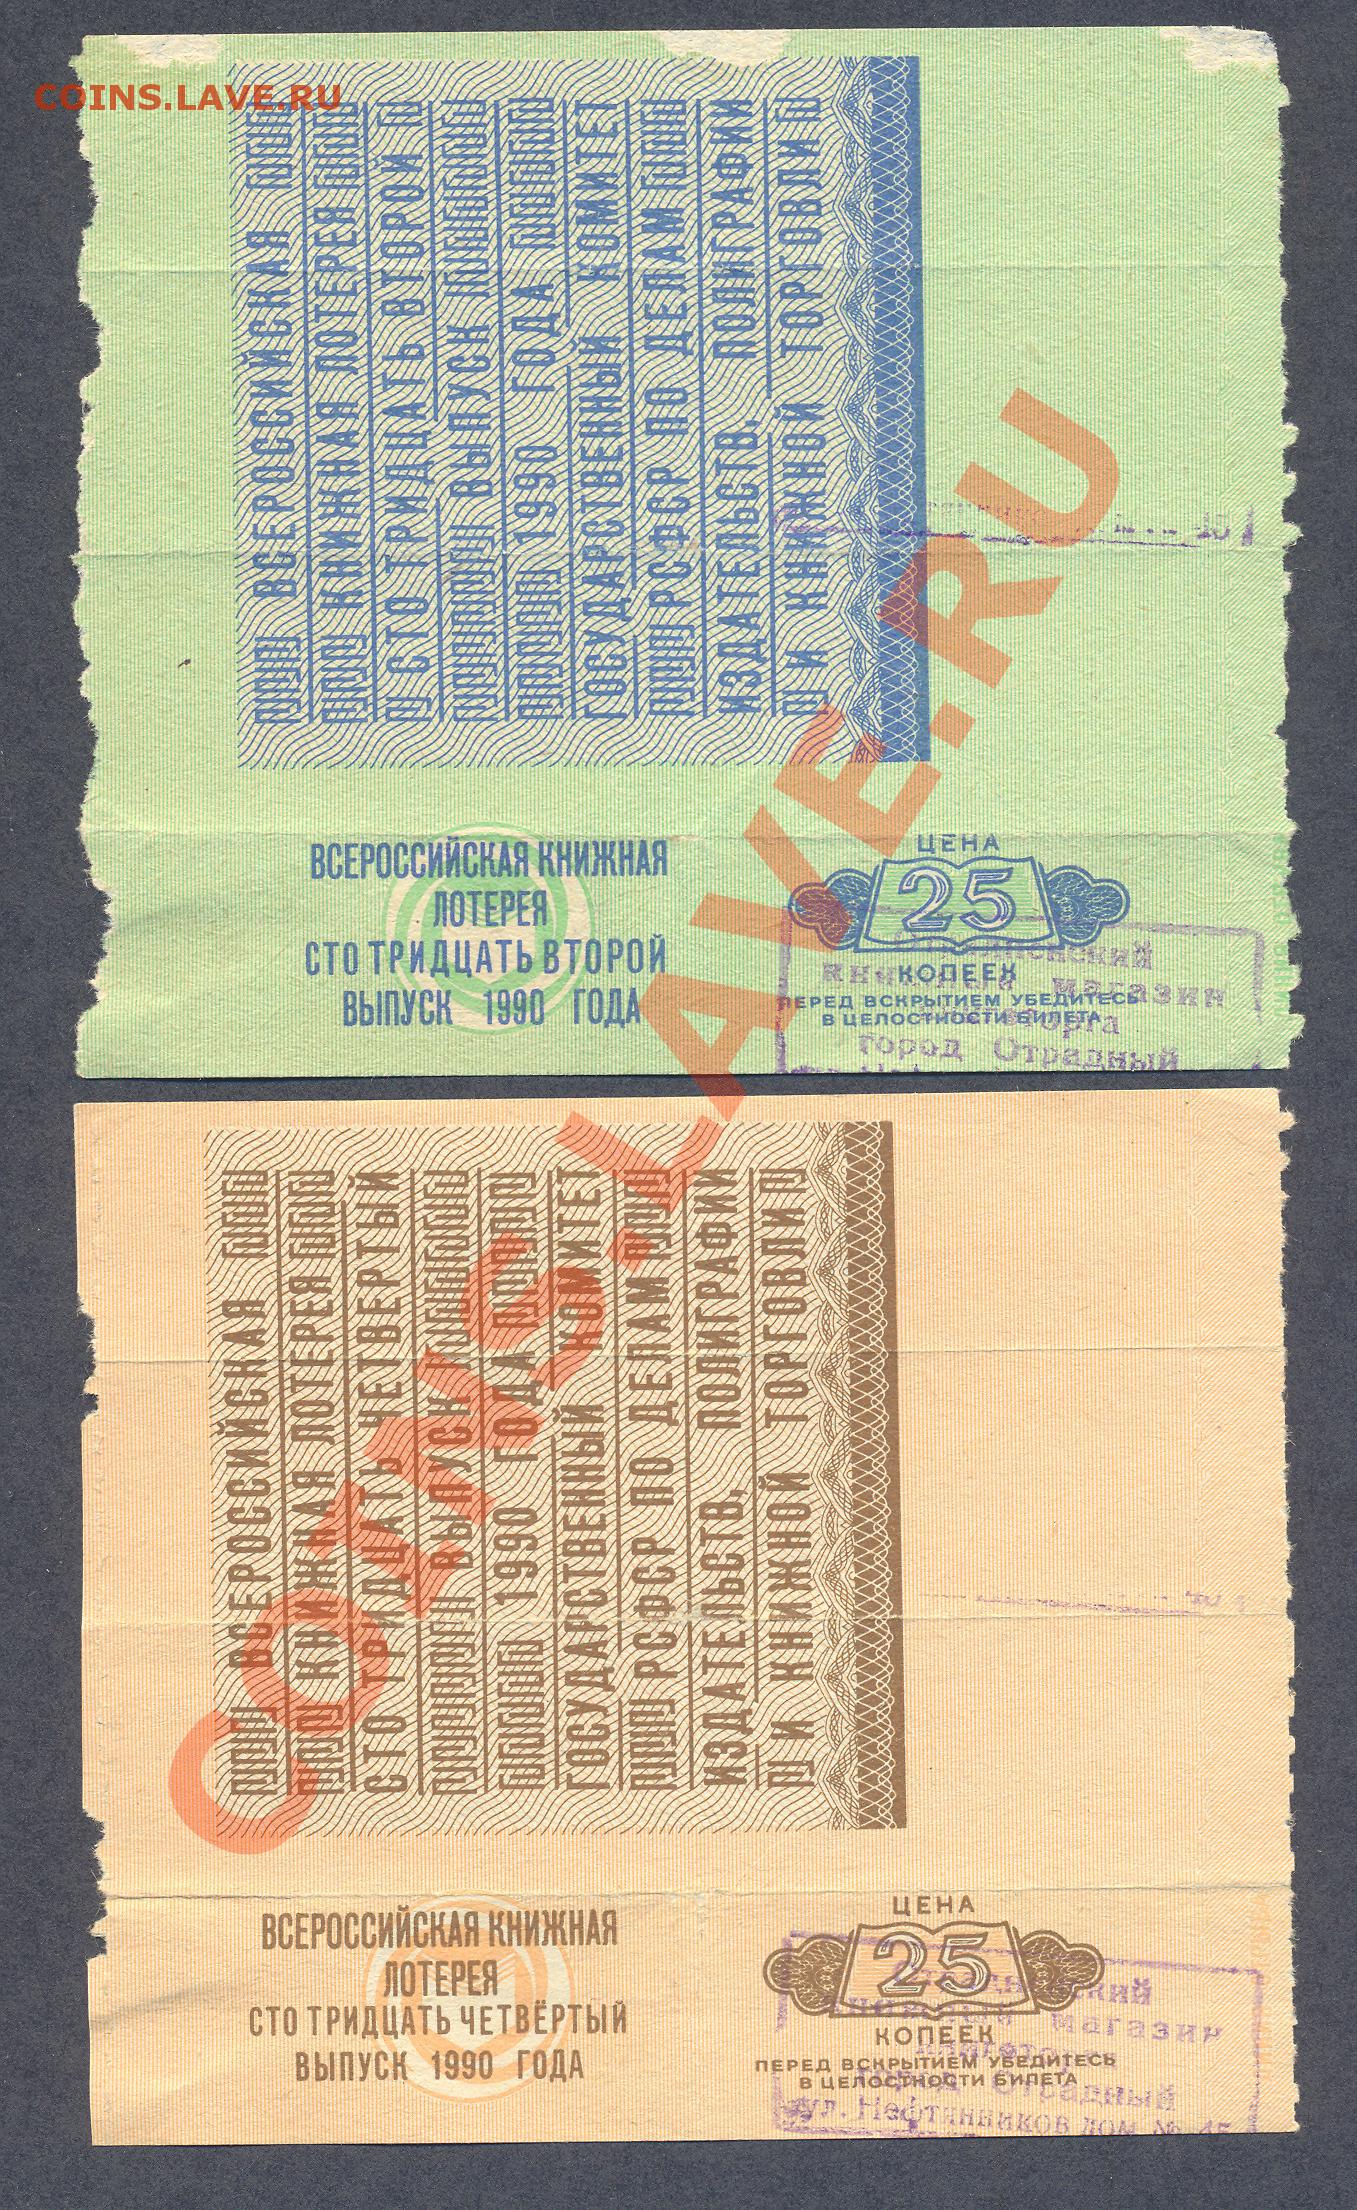 COINS.LAVE.RU
ВСЕРОССИЙСКАЯ
КНИЖНАЯ ЛОТЕРЕЯ
СТО ТРИДЦАТЬ ВТОРОЙ
ВЫПУСК
1990 ГОДА
ГОСУДАРСТВЕННЫЙ КОМИТЕТ
РСФСР ПО ДЕЛАМ
ИЗДАТЕЛЬСТВ, ПОЛИГРАФИИ
И КНИЖНОЙ ТОРГОВЛИ
ВСЕРОССИЙСКАЯ КНИЖНАЯ
ЛОТЕРЕЯ
СТО ТРИДЦАТЬ ВТОРОЙ
ВЫПУСК 1990 ГОДА
ЦЕНА
25
КОПЕЕК
ПЕРЕД ВСКРЫТИЕМ УБЕДИТЕСЬ
В ЦЕЛОСТНОСТИ БИЛЕТА
магазин
город Отрадный
COINS.LAVE.RU
ВСЕРОССИЙСКАЯ
КНИЖНАЯ ЛОТЕРЕЯ
СТО ТРИДЦАТЬ ЧЕТВЕРТЫЙ
ВЫПУСК
1990 ГОДА
ГОСУДАРСТВЕННЫЙ КОМИТЕТ
РСФСР ПО ДЕЛАМ
ИЗДАТЕЛЬСТВ, ПОЛИГРАФИИ
И КНИЖНОЙ ТОРГОВЛИ
ВСЕРОССИЙСКАЯ КНИЖНАЯ
ЛОТЕРЕЯ
СТО ТРИДЦАТЬ ЧЕТВЁРТЫЙ
ВЫПУСК 1990 ГОДА
ЦЕНА
25
КОПЕЕК
ПЕРЕД ВСКРЫТИЕМ УБЕДИТЕСЬ
В ЦЕЛОСТНОСТИ БИЛЕТА
магазин
город Отрадный
ул. Нефтянников дом №